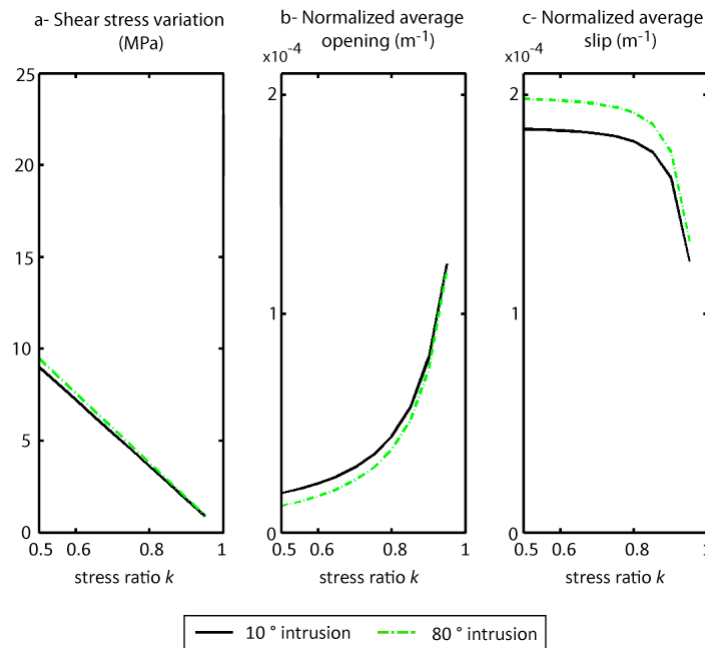 a- Shear stress variation
(MPa)
b- Normalized average
opening (m⁻¹)
c- Normalized average
slip (m⁻¹)
x10⁻⁴
x10⁻⁴
25
20
15
10
5
0
2
1
0
2
1
0
0.5 0.6 0.8 1
0.5 0.6 0.8 1
0.5 0.6 0.8 1
stress ratio k
stress ratio k
stress ratio k
10 ° intrusion
80 ° intrusion